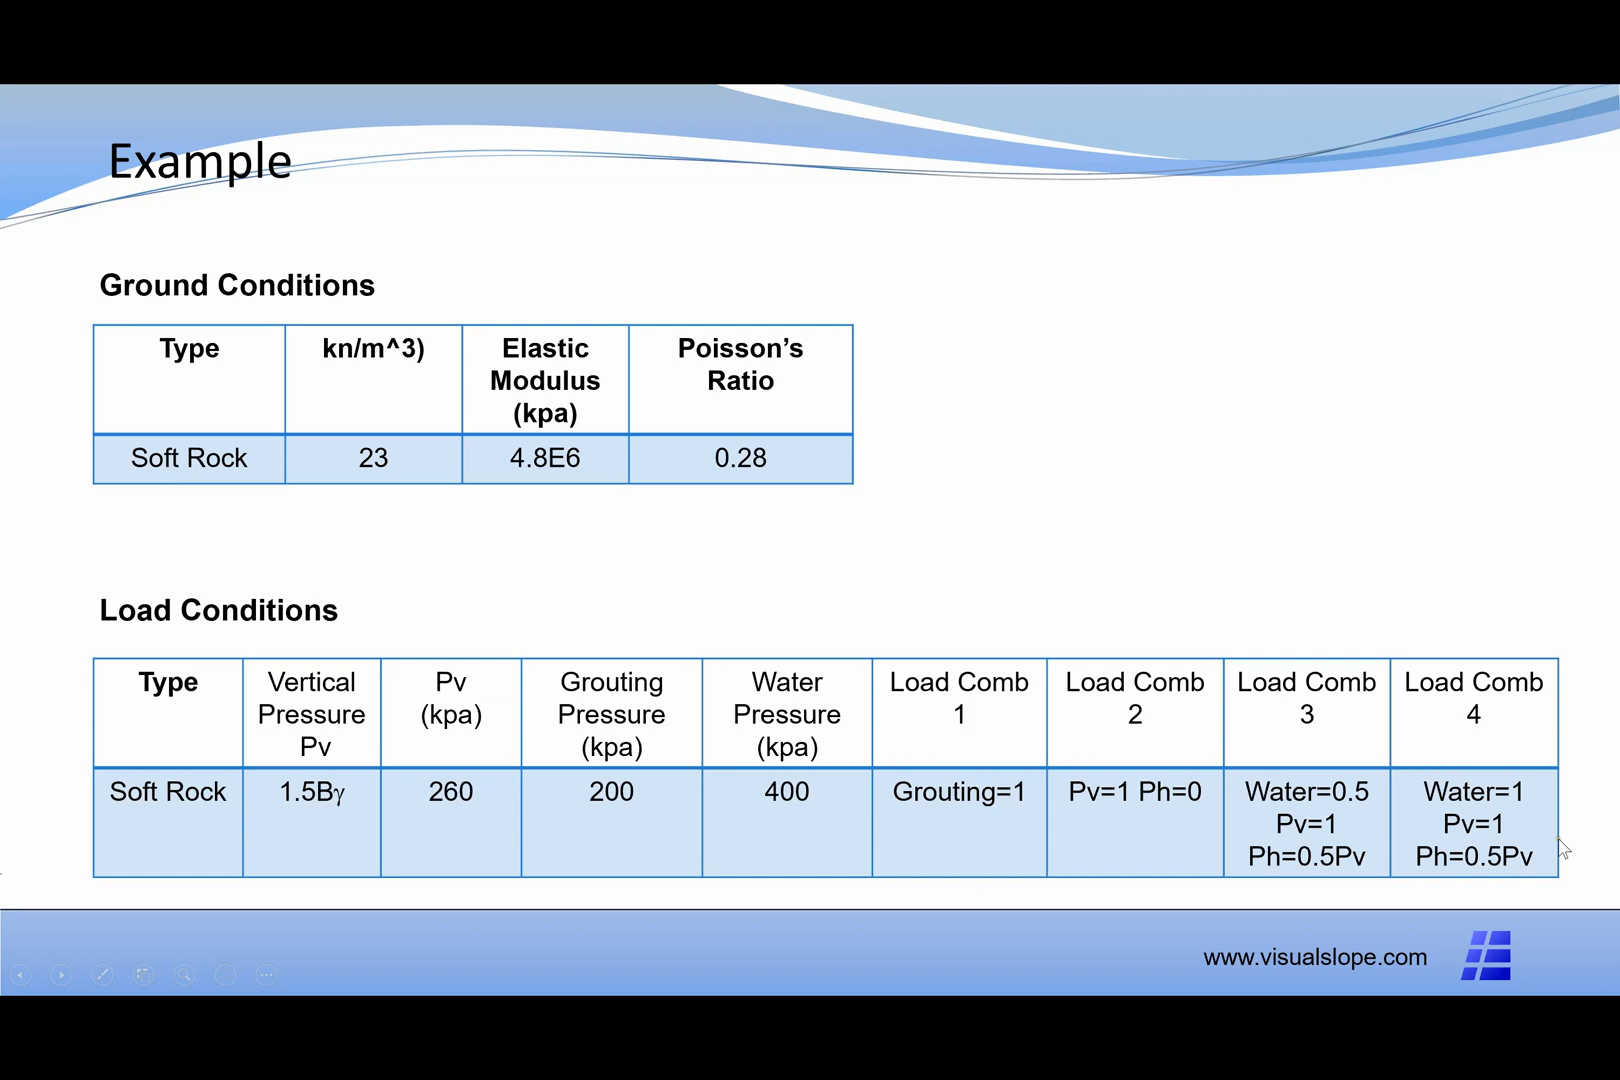 Example
Ground Conditions
Type kn/m^3) Elastic Modulus (kpa) Poisson's Ratio
Soft Rock 23 4.8E6 0.28
Load Conditions
Type Vertical Pressure Pv Pv (kpa) Grouting Pressure (kpa) Water Pressure (kpa) Load Comb 1 Load Comb 2 Load Comb 3 Load Comb 4
Soft Rock 1.5Bγ 260 200 400 Grouting=1 Pv=1 Ph=0 Water=0.5 Pv=1 Ph=0.5Pv Water=1 Pv=1 Ph=0.5Pv
www.visualslope.com